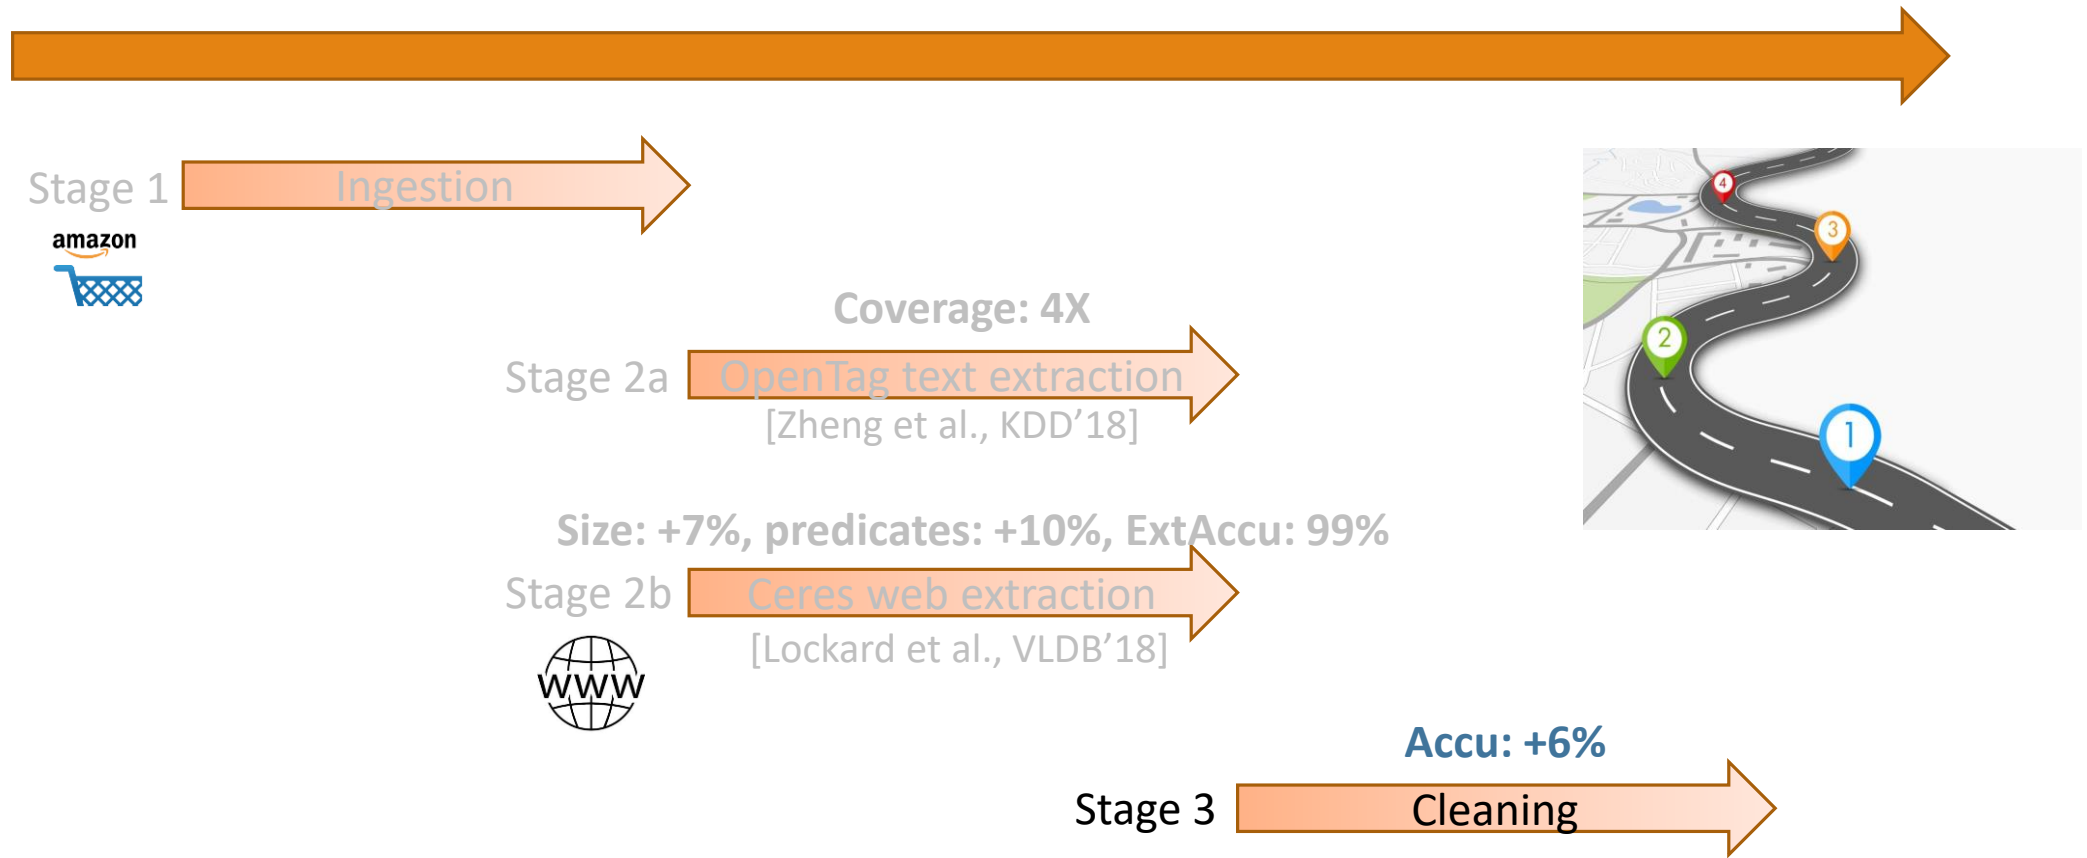 Stage 1
Ingestion
amazon
Coverage: 4X
Stage 2a
OpenTag text extraction
[Zheng et al., KDD’18]
Size: +7%, predicates: +10%, ExtAccu: 99%
Stage 2b
Ceres web extraction
[Lockard et al., VLDB’18]
WWW
Accu: +6%
Stage 3
Cleaning
4
3
2
1